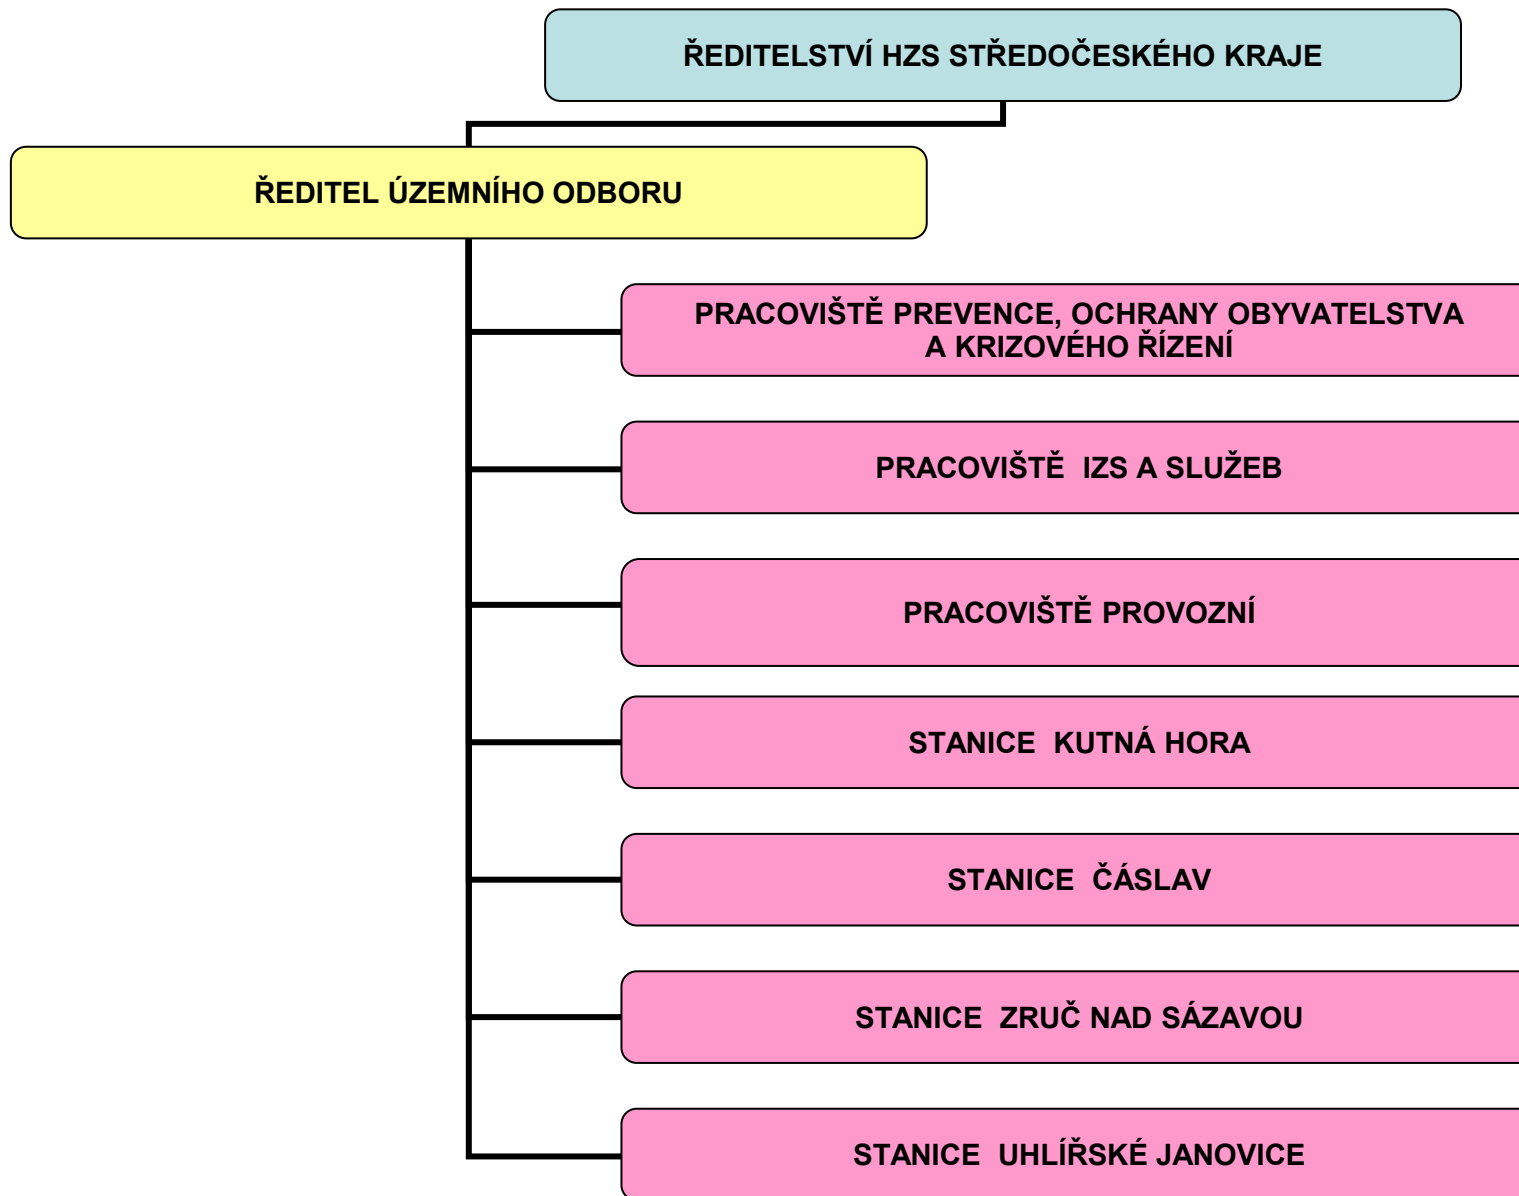 ŘEDITELSTVÍ HZS STŘEDOČESKÉHO KRAJE
ŘEDITEL ÚZEMNÍHO ODBORU
PRACOVIŠTĚ PREVENCE, OCHRANY OBYVATELSTVA
A KRIZOVÉHO ŘÍZENÍ
PRACOVIŠTĚ  IZS A SLUŽEB
PRACOVIŠTĚ PROVOZNÍ
STANICE  KUTNÁ HORA
STANICE  ČÁSLAV
STANICE  ZRUČ NAD SÁZAVOU
STANICE  UHLÍŘSKÉ JANOVICE